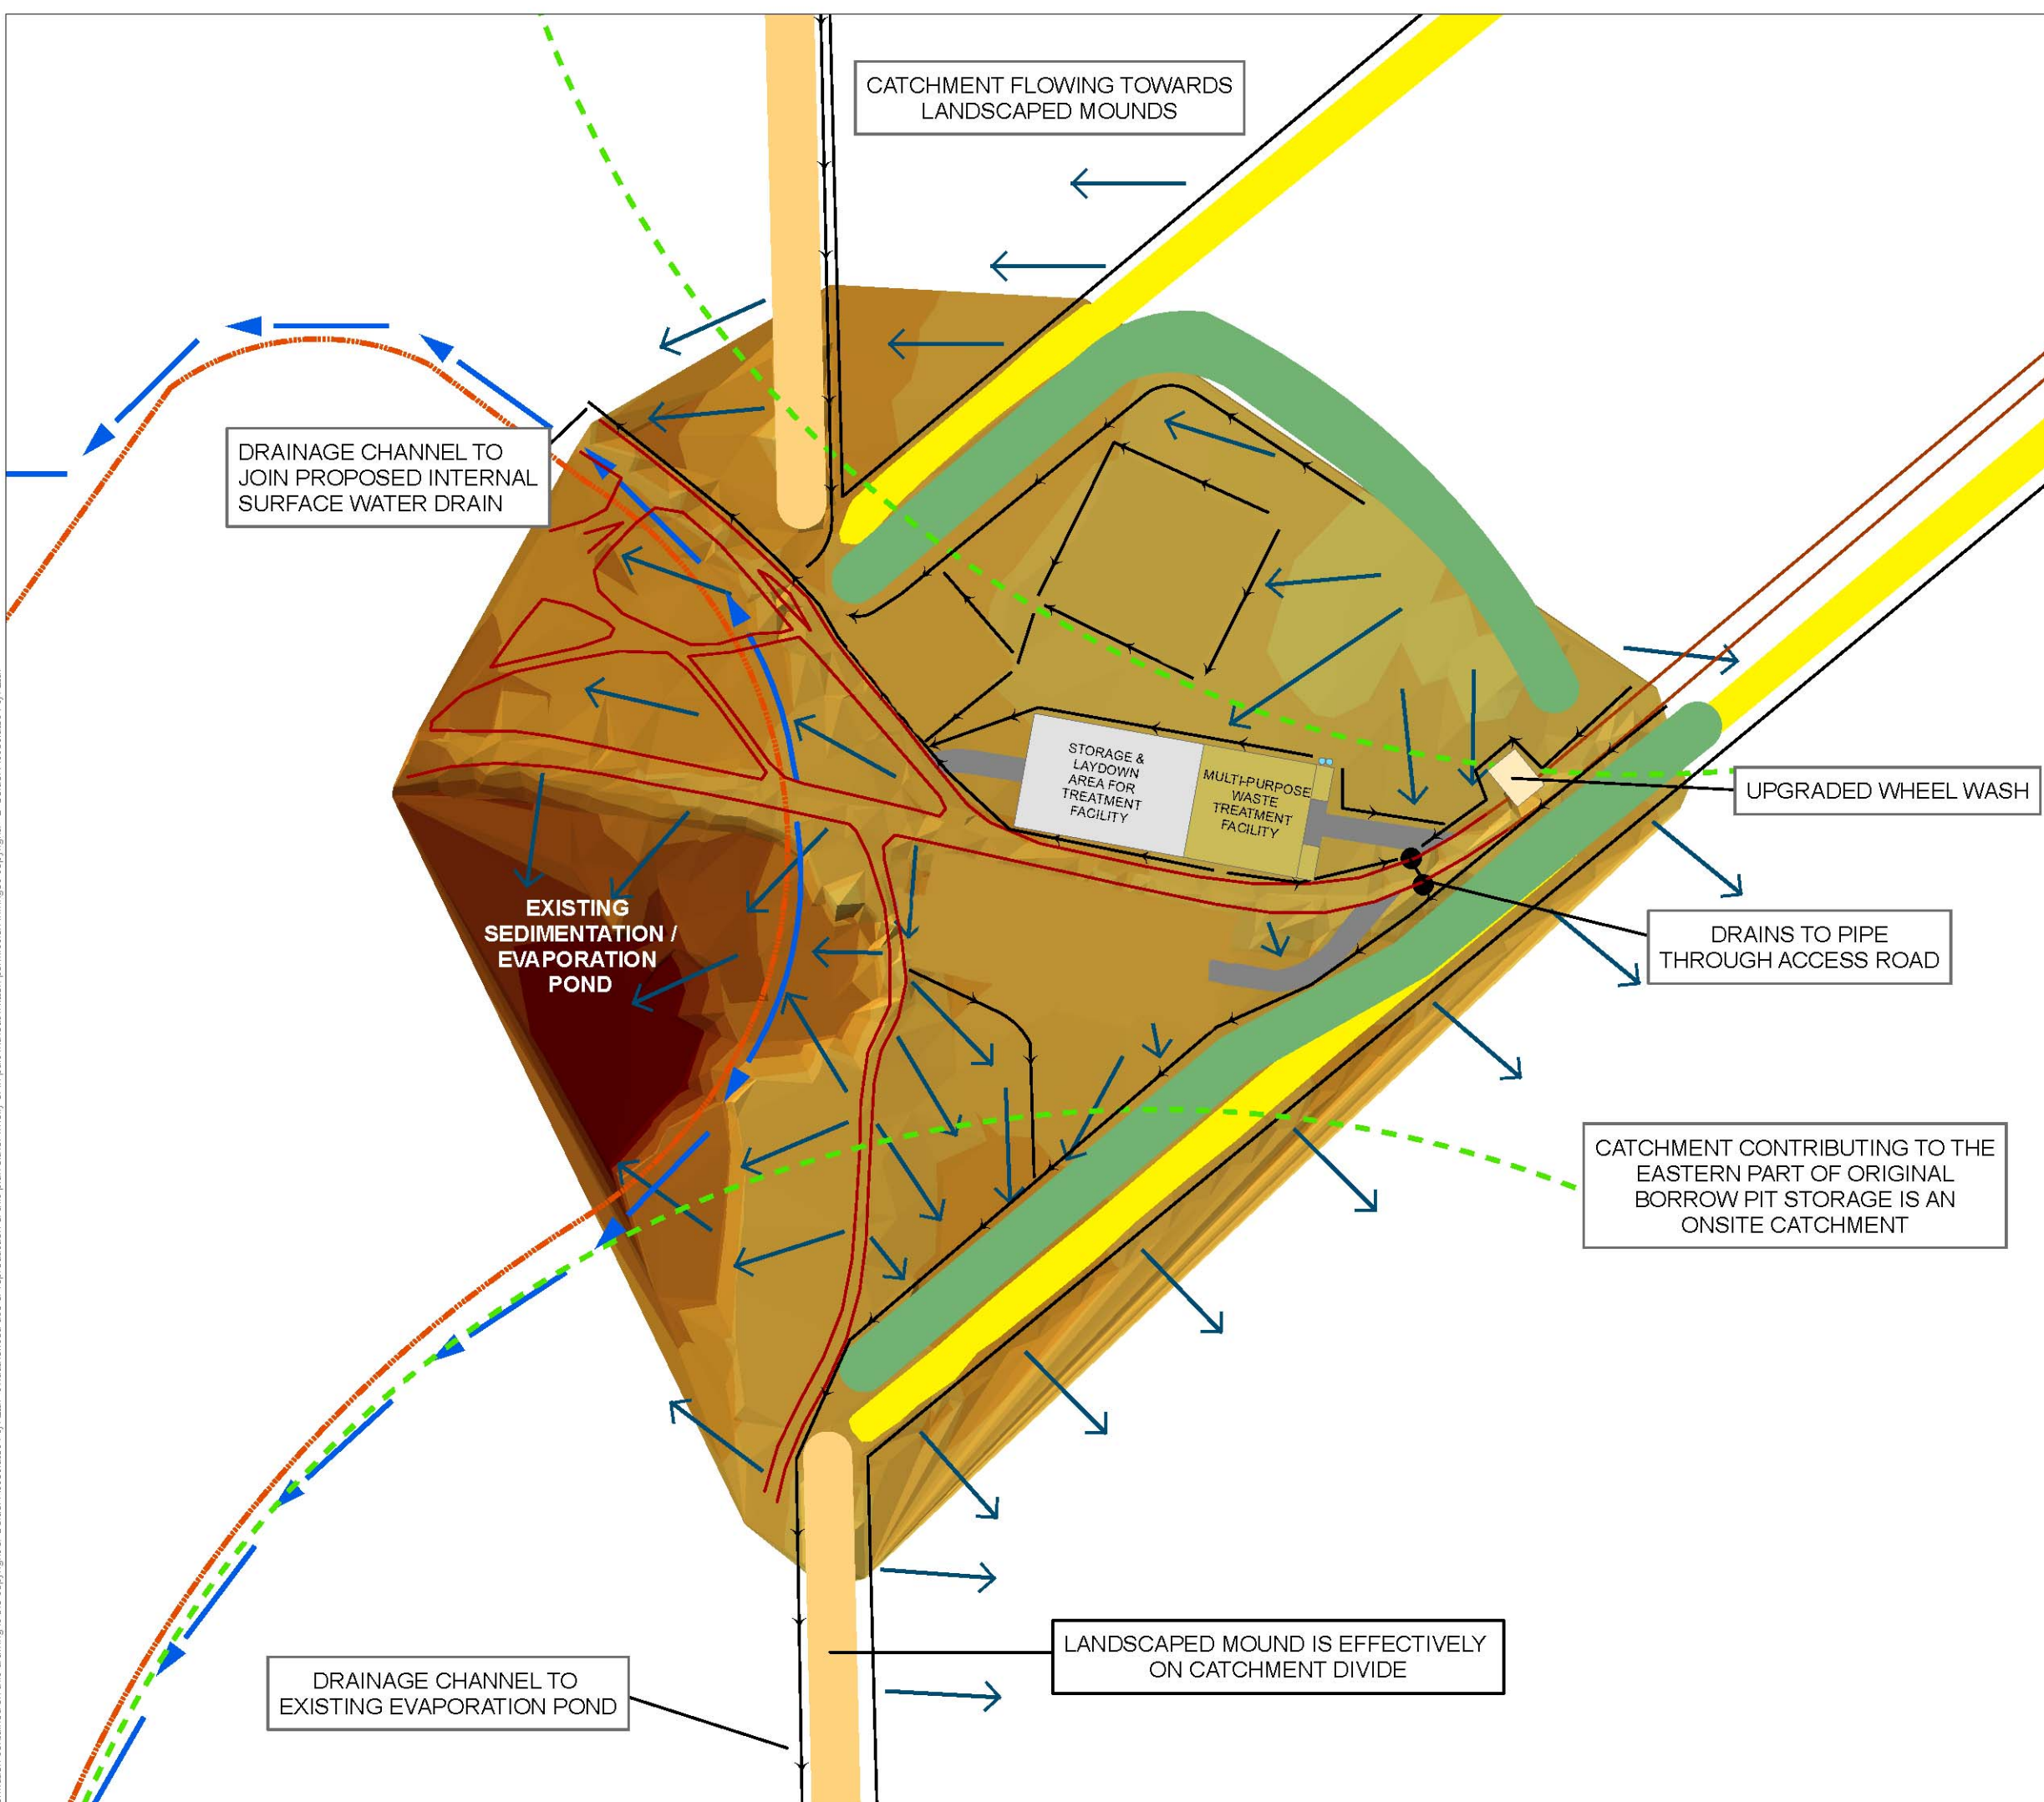 CATCHMENT FLOWING TOWARDS
LANDSCAPED MOUNDS
DRAINAGE CHANNEL TO
JOIN PROPOSED INTERNAL
SURFACE WATER DRAIN
STORAGE &
LAYDOWN
AREA FOR
TREATMENT
FACILITY
MULTI-PURPOSE
WASTE
TREATMENT
FACILITY
UPGRADED WHEEL WASH
EXISTING
SEDIMENTATION /
EVAPORATION
POND
DRAINS TO PIPE
THROUGH ACCESS ROAD
CATCHMENT CONTRIBUTING TO THE
EASTERN PART OF ORIGINAL
BORROW PIT STORAGE IS AN
ONSITE CATCHMENT
LANDSCAPED MOUND IS EFFECTIVELY
ON CATCHMENT DIVIDE
DRAINAGE CHANNEL TO
EXISTING EVAPORATION POND